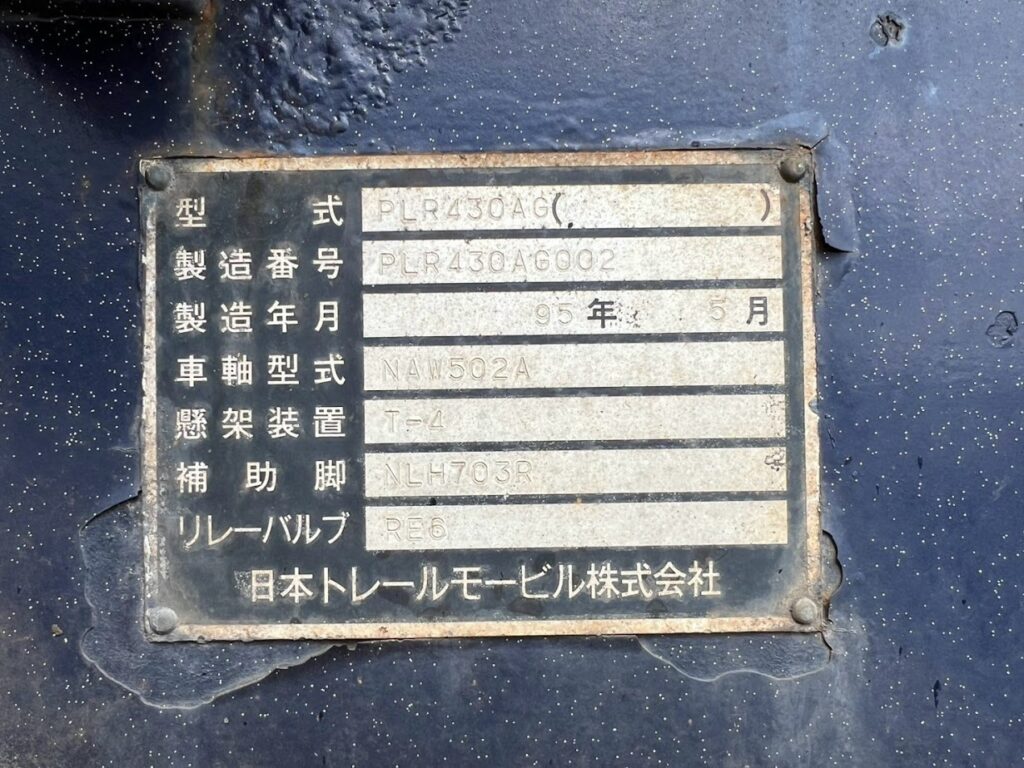 型式 PLR430AG( )
製造番号 PLR430AG002
製造年月 95年 5月
車軸型式 NAW502A
懸架装置 T-4
補助脚 NLH703R
リレーバルブ RE6
日本トレールモービル株式会社